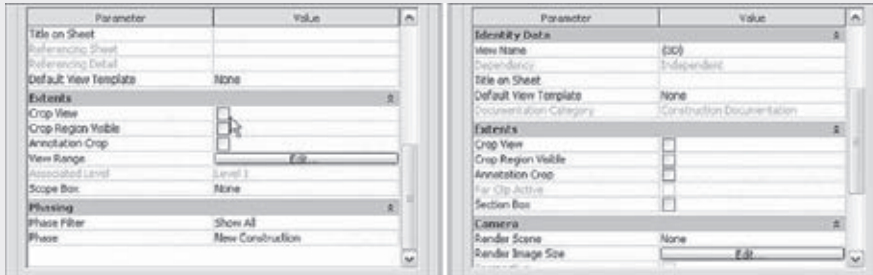 Parameter Value
Title on Sheet
Referencing Sheet
Referencing Detail
Default View Template None
Extents
Crop View
Crop Region Visible
Annotation Crop
View Range Edit...
Associated Level Level 1
Scope Box None
Phasing
Phase Filter Show All
Phase New Construction
Parameter Value
Identity Data
View Name {3D}
Dependency Independent
Title on Sheet
Default View Template None
Documentation Category Construction Documentation
Extents
Crop View
Crop Region Visible
Annotation Crop
Far Clip Active
Section Box
Camera
Render Scene None
Render Image Size Edit...